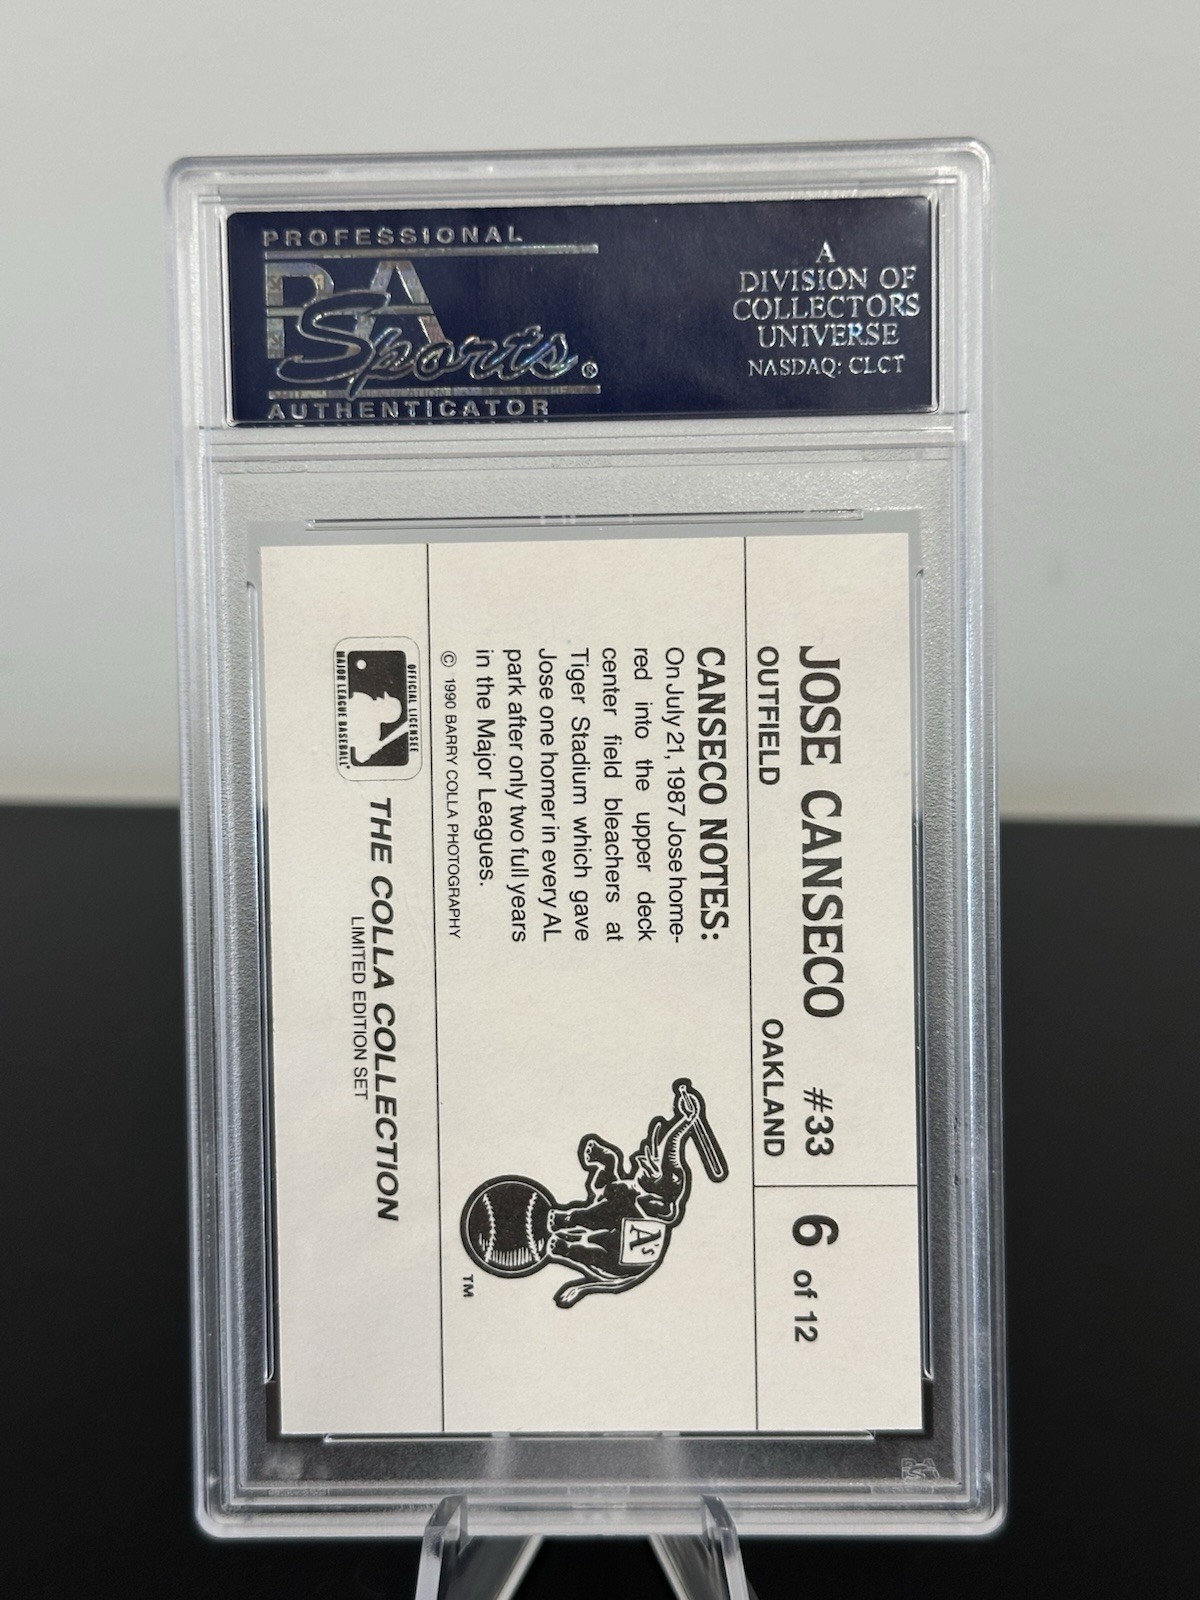 PROFESSIONAL
PSA
Sports®
AUTHENTICATOR
A
DIVISION OF
COLLECTORS
UNIVERSE
NASDAQ: CLCT
JOSE CANSECO #33
OUTFIELD OAKLAND
6 of 12
CANSECO NOTES:
On July 21, 1987 Jose home-
red into the upper deck
center field bleachers at
Tiger Stadium which gave
Jose one homer in every AL
park after only two full years
in the Major Leagues.
© 1990 BARRY COLLA PHOTOGRAPHY
A's
TM
OFFICIAL LICENSEE
MAJOR LEAGUE BASEBALL®
THE COLLA COLLECTION
LIMITED EDITION SET